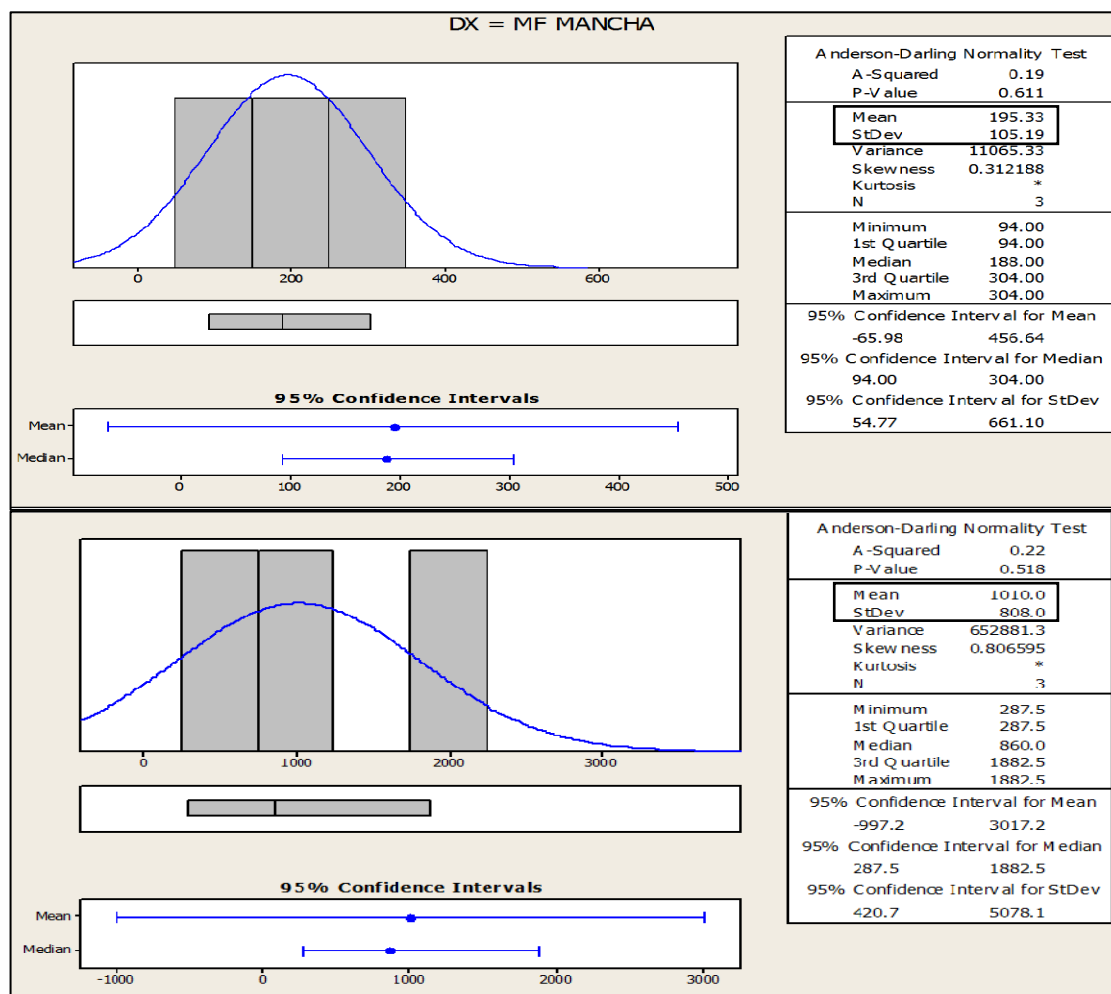 DX = MF MANCHA
Anderson-Darling Normality Test
A-Squared 0.19
P-Value 0.611
Mean 195.33
StDev 105.19
Variance 11065.33
Skewness 0.312188
Kurtosis *
N 3
Minimum 94.00
1st Quartile 94.00
Median 188.00
3rd Quartile 304.00
Maximum 304.00
95% Confidence Interval for Mean
-65.98 456.64
95% Confidence Interval for Median
94.00 304.00
95% Confidence Interval for StDev
54.77 661.10
0 200 400 600
95% Confidence Intervals
Mean
Median
0 100 200 300 400 500
Anderson-Darling Normality Test
A-Squared 0.22
P-Value 0.518
Mean 1010.0
StDev 808.0
Variance 652881.3
Skewness 0.806595
Kurtosis *
N 3
Minimum 287.5
1st Quartile 287.5
Median 860.0
3rd Quartile 1882.5
Maximum 1882.5
95% Confidence Interval for Mean
-997.2 3017.2
95% Confidence Interval for Median
287.5 1882.5
95% Confidence Interval for StDev
420.7 5078.1
0 1000 2000 3000
95% Confidence Intervals
Mean
Median
-1000 0 1000 2000 3000